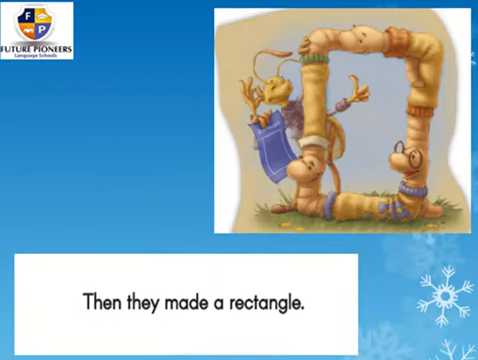 F P
F M P
FUTURE PIONEERS
Language Schools
Then they made a rectangle.